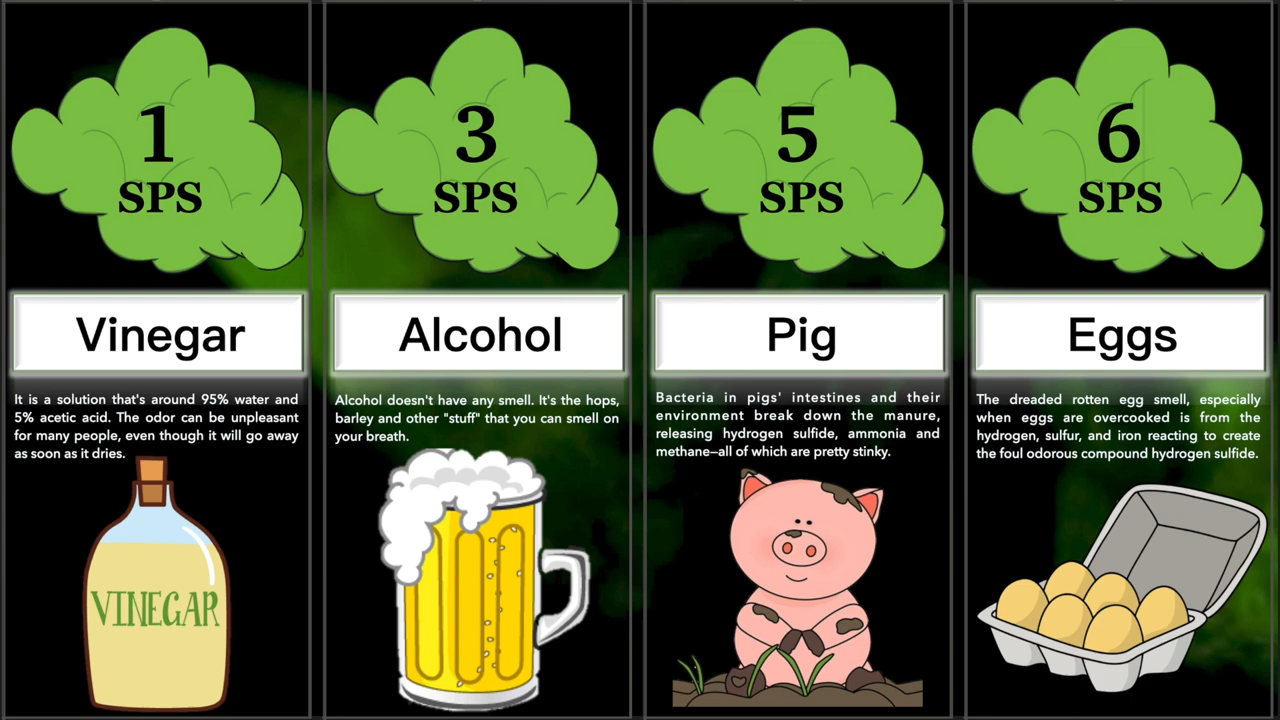 1
SPS
Vinegar
It is a solution that's around 95% water and
5% acetic acid. The odor can be unpleasant
for many people, even though it will go away
as soon as it dries.
VINEGAR
3
SPS
Alcohol
Alcohol doesn't have any smell. It's the hops,
barley and other "stuff" that you can smell on
your breath.
5
SPS
Pig
Bacteria in pigs' intestines and their
environment break down the manure,
releasing hydrogen sulfide, ammonia and
methane—all of which are pretty stinky.
6
SPS
Eggs
The dreaded rotten egg smell, especially
when eggs are overcooked is from the
hydrogen, sulfur, and iron reacting to create
the foul odorous compound hydrogen sulfide.